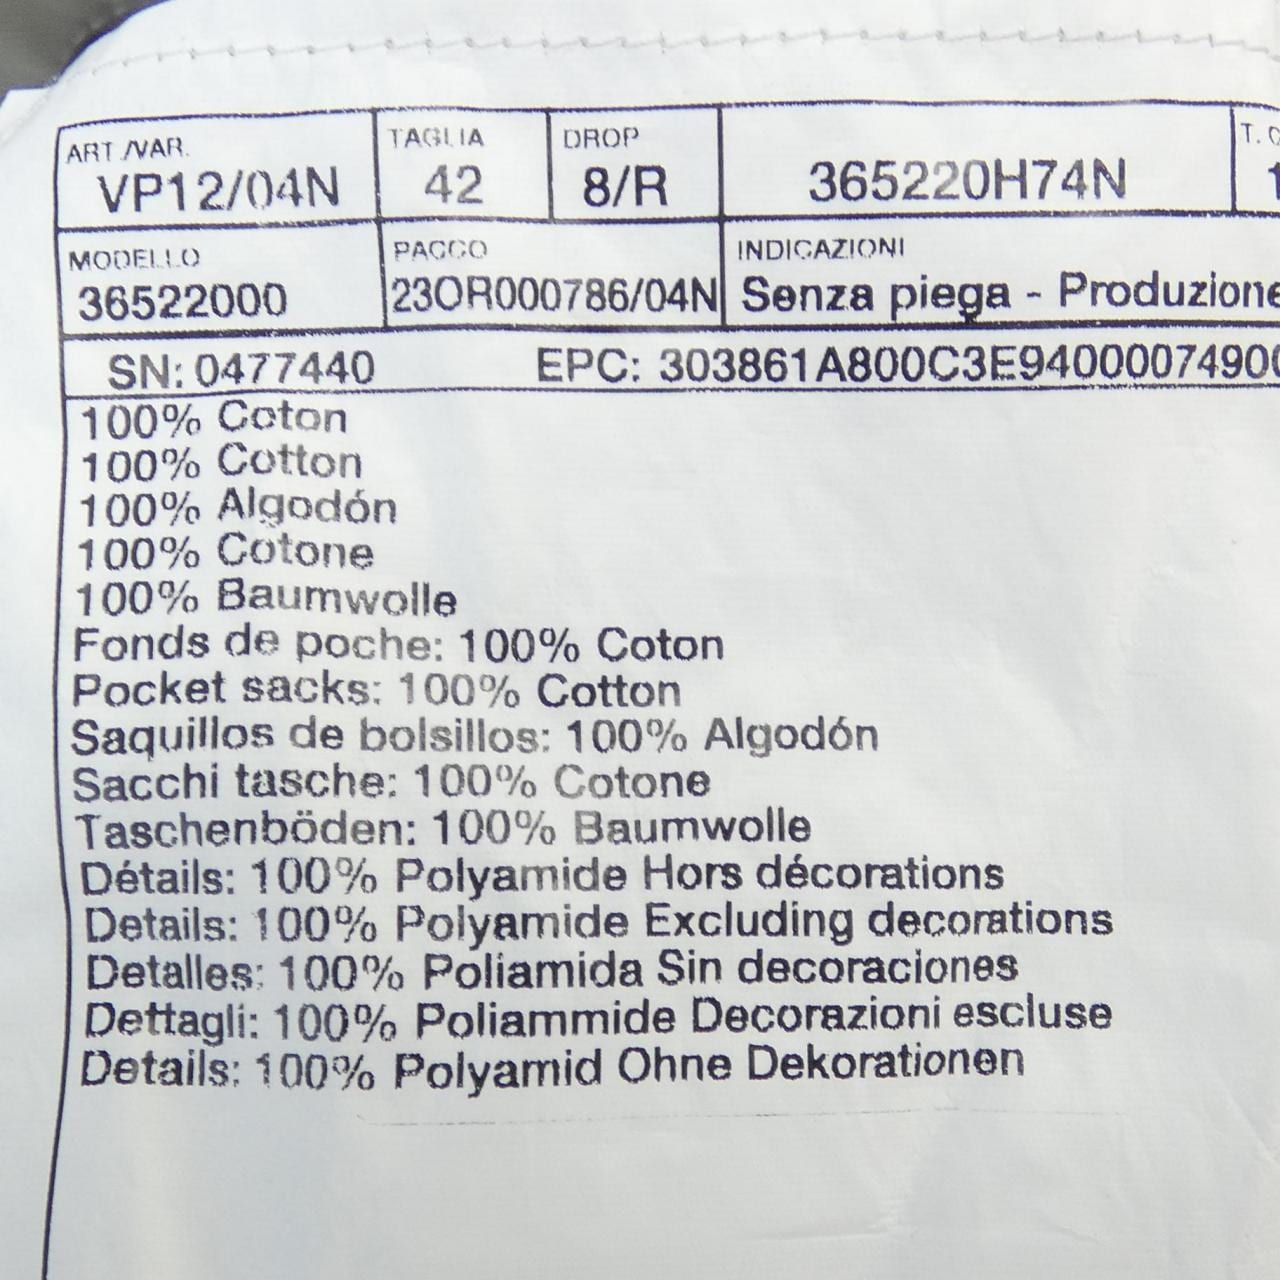 ART./VAR. TAGLIA DROP T. C
VP12/04N 42 8/R 365220H74N 1
MODELLO PACCO INDICAZIONI
36522000 23OR000786/04N Senza piega - Produzione
SN: 0477440 EPC: 303861A800C3E9400007490
100% Coton
100% Cotton
100% Algodón
100% Cotone
100% Baumwolle
Fonds de poche: 100% Coton
Pocket sacks: 100% Cotton
Saquillos de bolsillos: 100% Algodón
Sacchi tasche: 100% Cotone
Taschenböden: 100% Baumwolle
Détails: 100% Polyamide Hors décorations
Details: 100% Polyamide Excluding decorations
Detalles: 100% Poliamida Sin decoraciones
Dettagli: 100% Poliammide Decorazioni escluse
Details: 100% Polyamid Ohne Dekorationen